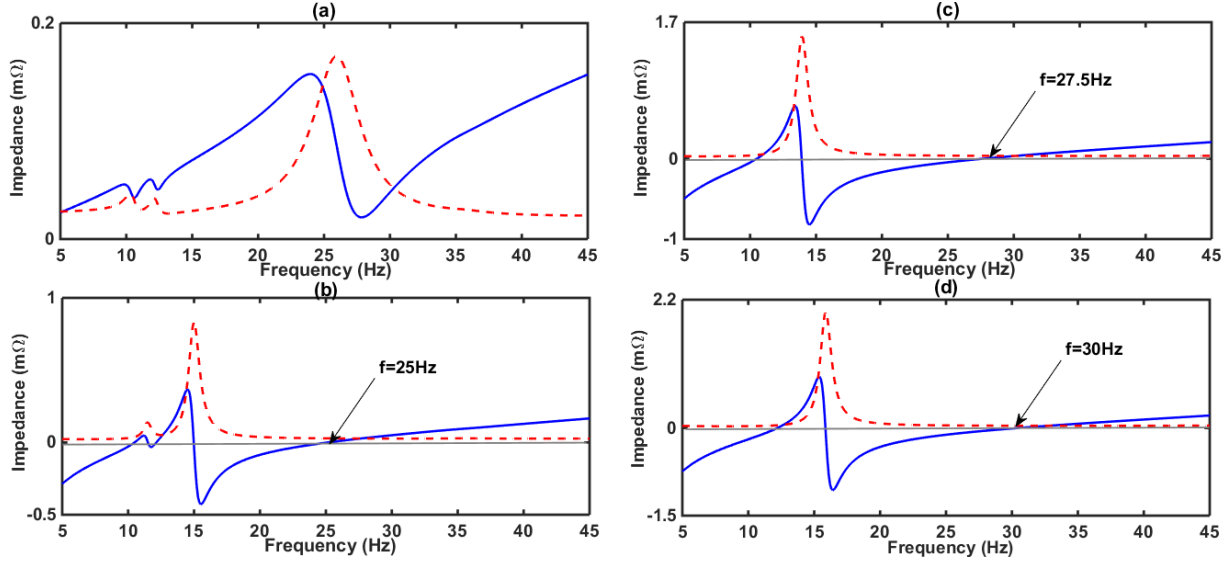 (a)
0.2
0
Impedance (mΩ)
5 10 15 20 25 30 35 40 45
Frequency (Hz)
(b)
1
0
-0.5
Impedance (mΩ)
f=25Hz
5 10 15 20 25 30 35 40 45
Frequency (Hz)
(c)
1.7
0
-1
Impedance (mΩ)
f=27.5Hz
5 10 15 20 25 30 35 40 45
Frequency (Hz)
(d)
2.2
0
-1.5
Impedance (mΩ)
f=30Hz
5 10 15 20 25 30 35 40 45
Frequency (Hz)